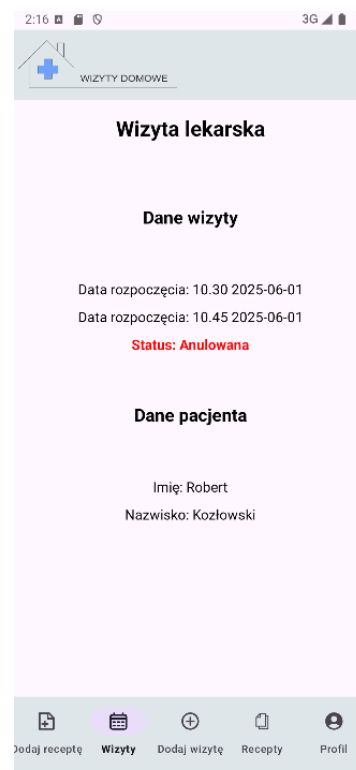 2:16
3G
WIZYTY DOMOWE
Wizyta lekarska
Dane wizyty
Data rozpoczęcia: 10.30 2025-06-01
Data rozpoczęcia: 10.45 2025-06-01
Status: Anulowana
Dane pacjenta
Imię: Robert
Nazwisko: Kozłowski
Dodaj receptę
Wizyty
Dodaj wizytę
Recepty
Profil